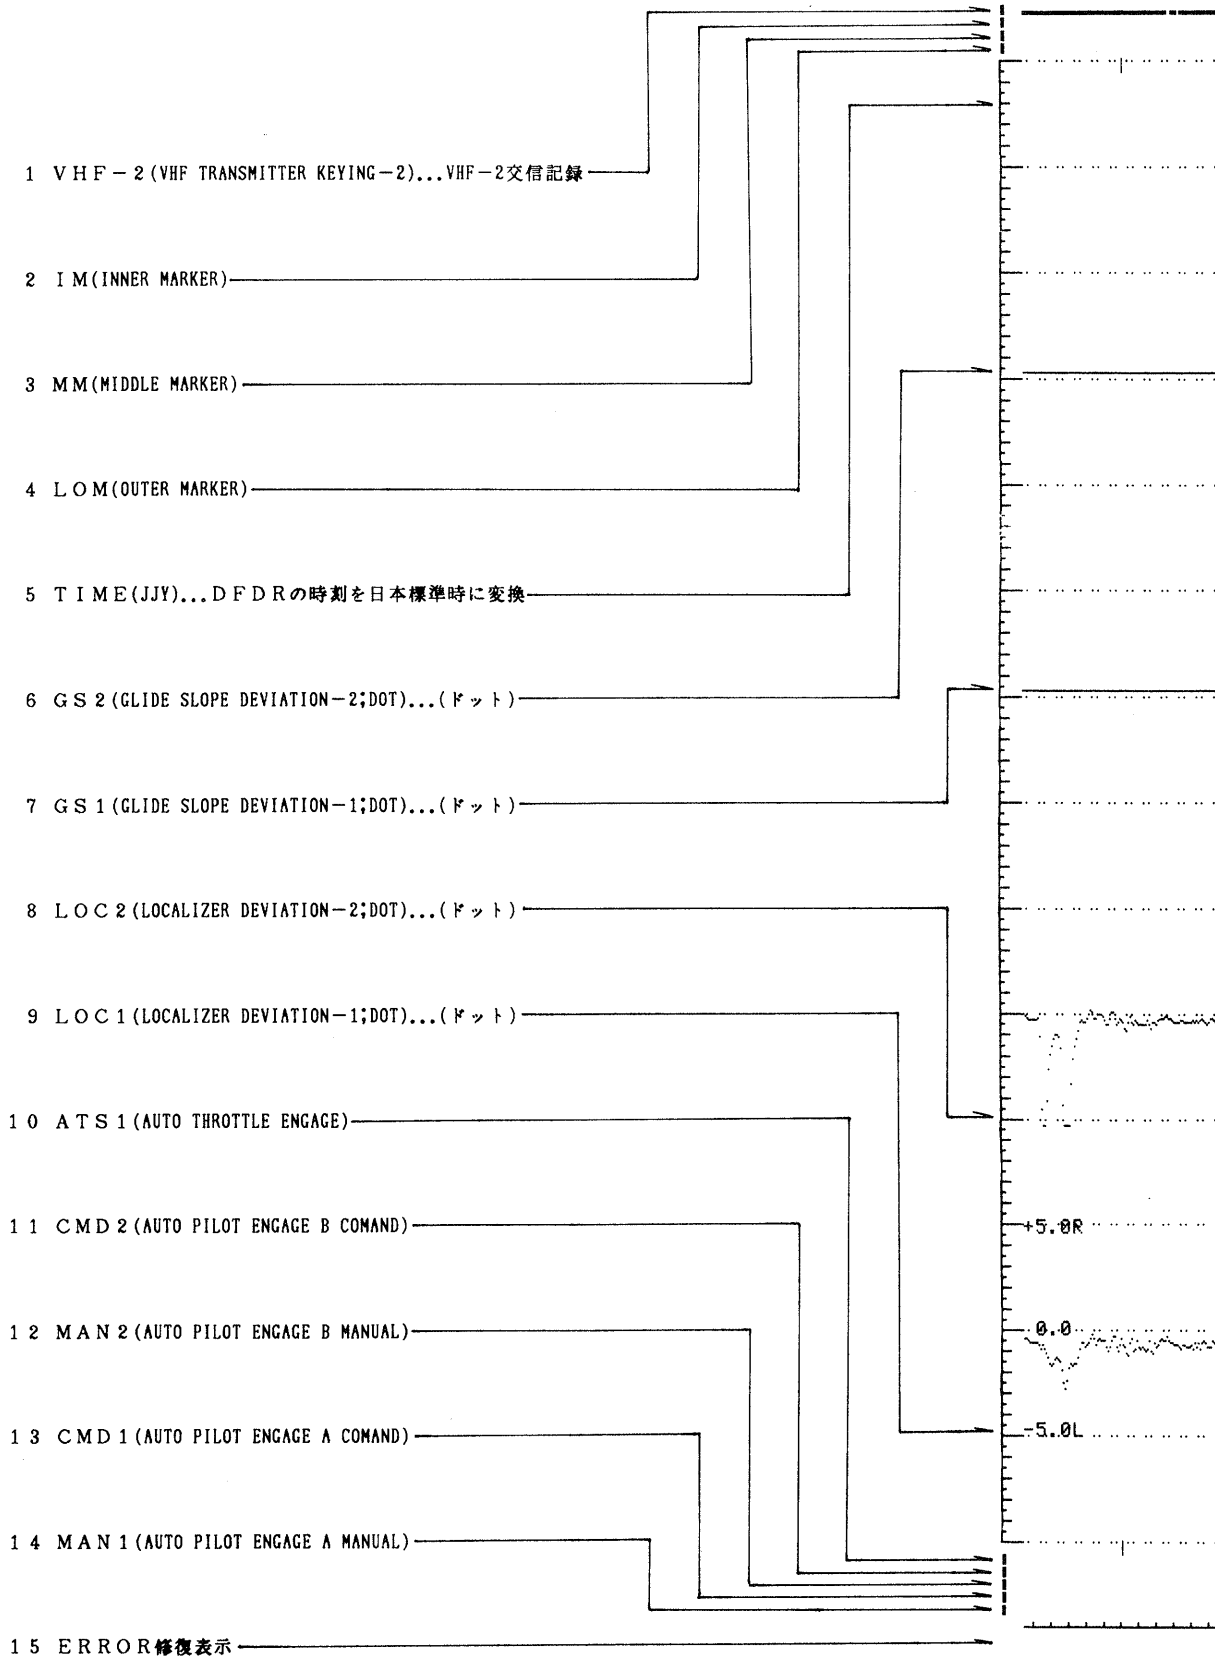 1 VHF-2(VHF TRANSMITTER KEYING-2)...VHF-2交信記録
2 IM(INNER MARKER)
3 MM(MIDDLE MARKER)
4 LOM(OUTER MARKER)
5 TIME(JJY)...DFDRの時刻を日本標準時に変換
6 GS2(GLIDE SLOPE DEVIATION-2;DOT)...(ドット)
7 GS1(GLIDE SLOPE DEVIATION-1;DOT)...(ドット)
8 LOC2(LOCALIZER DEVIATION-2;DOT)...(ドット)
9 LOC1(LOCALIZER DEVIATION-1;DOT)...(ドット)
10 ATS1(AUTO THROTTLE ENGAGE)
11 CMD2(AUTO PILOT ENGAGE B COMAND)
+5.0R
12 MAN2(AUTO PILOT ENGAGE B MANUAL)
0.0
13 CMD1(AUTO PILOT ENGAGE A COMAND)
-5.0L
14 MAN1(AUTO PILOT ENGAGE A MANUAL)
15 ERROR修復表示